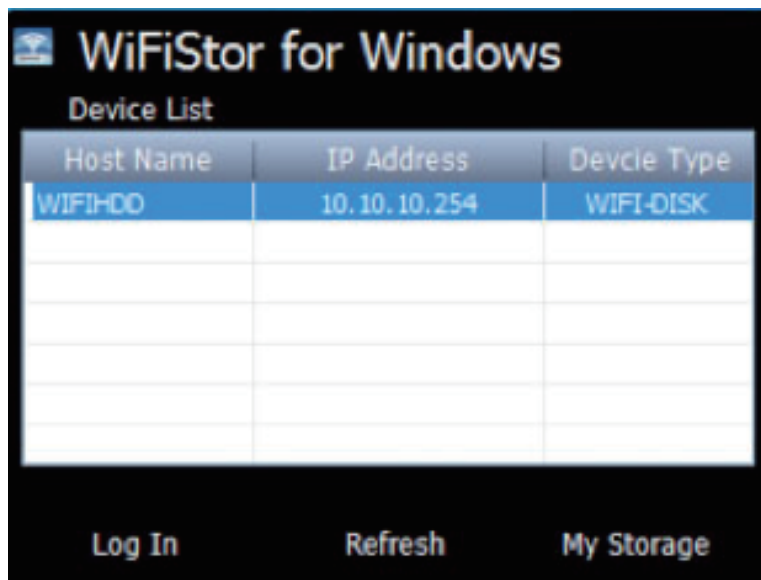 WiFiStor for Windows
Device List
Host Name IP Address Devcie Type
WIFIHDD 10.10.10.254 WIFI-DISK
Log In Refresh My Storage